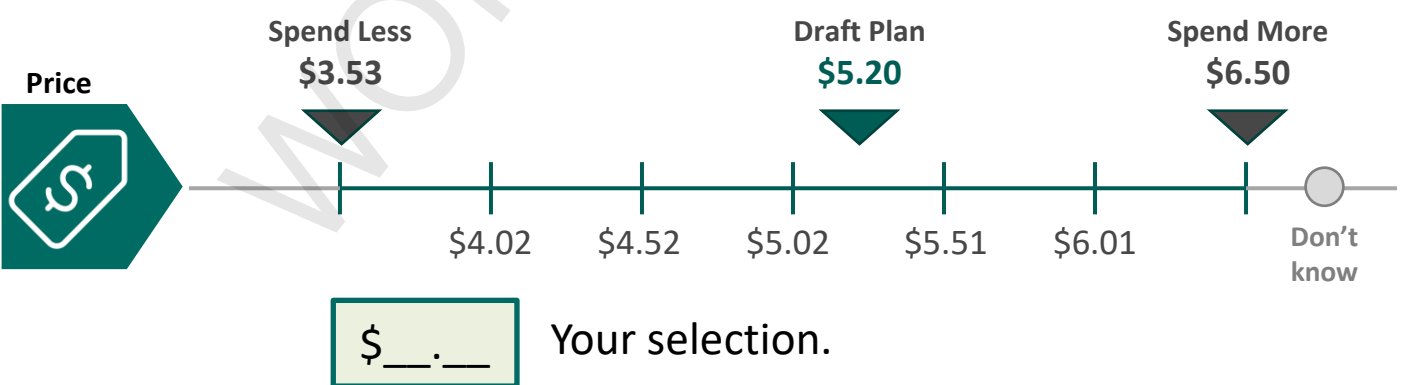 Price
Spend Less
$3.53
Draft Plan
$5.20
Spend More
$6.50
$4.02
$4.52
$5.02
$5.51
$6.01
Don't
know
$__.__
Your selection.